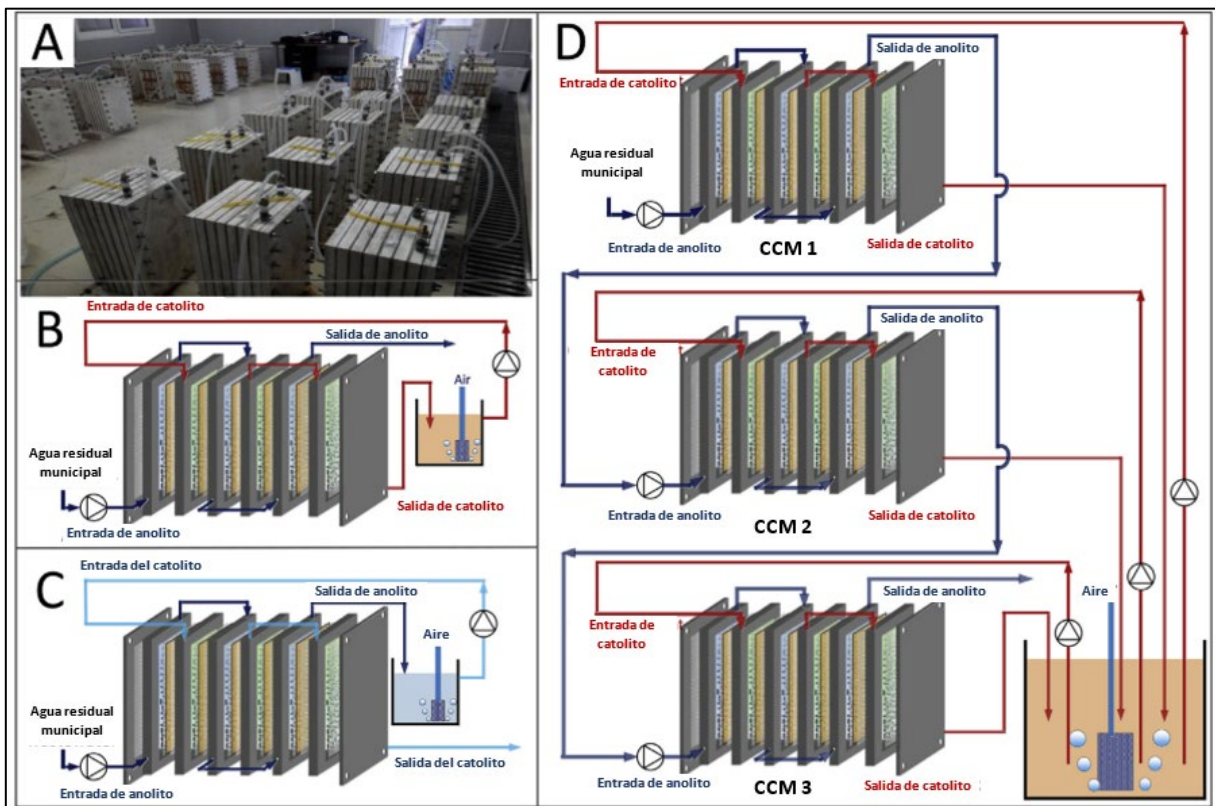 A
B
Entrada de catolito
Salida de anolito
Air
Agua residual
municipal
Entrada de anolito
Salida de catolito
C
Entrada del catolito
Salida de anolito
Aire
Agua residual
municipal
Entrada de anolito
Salida del catolito
D
Salida de anolito
Entrada de catolito
Agua residual
municipal
Entrada de anolito
CCM 1
Salida de catolito
Salida de anolito
Entrada de
catolito
Entrada de anolito
CCM 2
Salida de catolito
Salida de anolito
Aire
Entrada de
catolito
Entrada de anolito
CCM 3
Salida de catolito